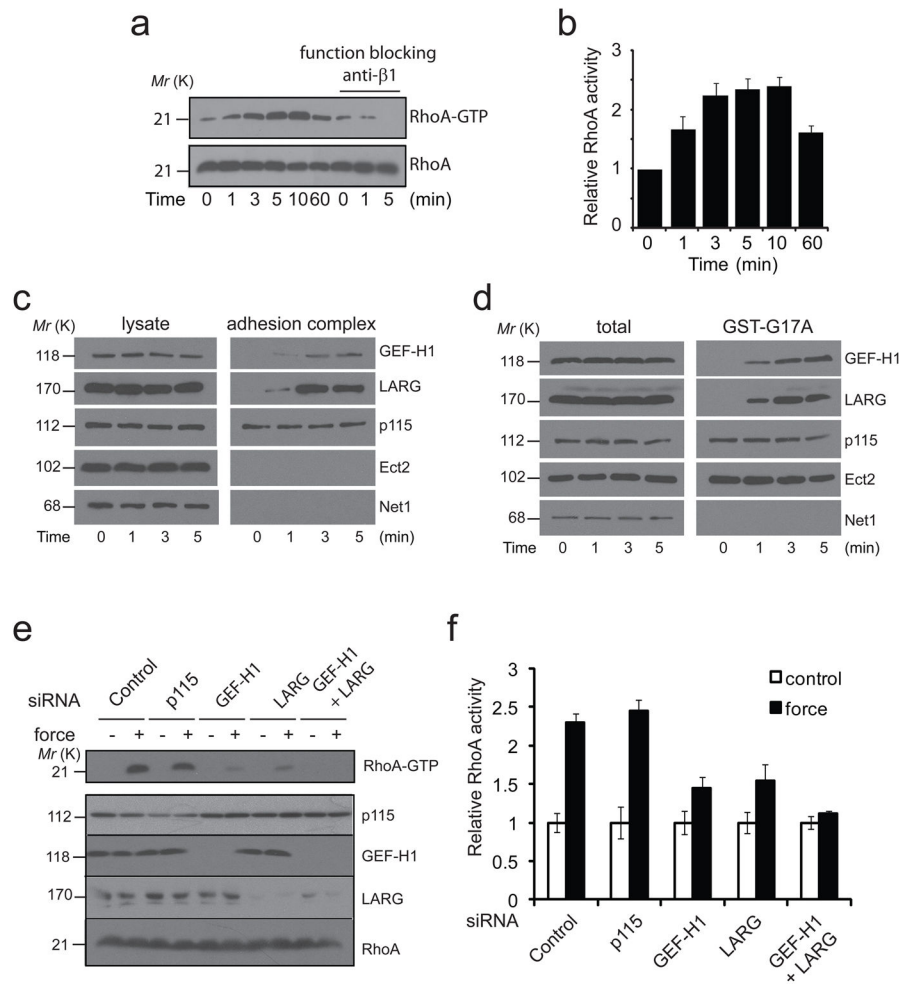 a
function blocking
anti-β1
Mr (K)
21
RhoA-GTP
21
RhoA
Time 0 1 3 5 10 60 0 1 5 (min)
b
Relative RhoA activity
3
2
1
0
0 1 3 5 10 60
Time (min)
c
Mr (K) lysate adhesion complex
118 GEF-H1
170 LARG
112 p115
102 Ect2
68 Net1
Time 0 1 3 5 0 1 3 5 (min)
d
Mr (K) total GST-G17A
118 GEF-H1
170 LARG
112 p115
102 Ect2
68 Net1
Time 0 1 3 5 0 1 3 5 (min)
e
siRNA Control p115 GEF-H1 LARG GEF-H1 + LARG
force - + - + - + - + - +
Mr (K)
21 RhoA-GTP
112 p115
118 GEF-H1
170 LARG
21 RhoA
f
Relative RhoA activity
3
2.5
2
1.5
1
0.5
0
control
force
siRNA
Control p115 GEF-H1 LARG GEF-H1 + LARG